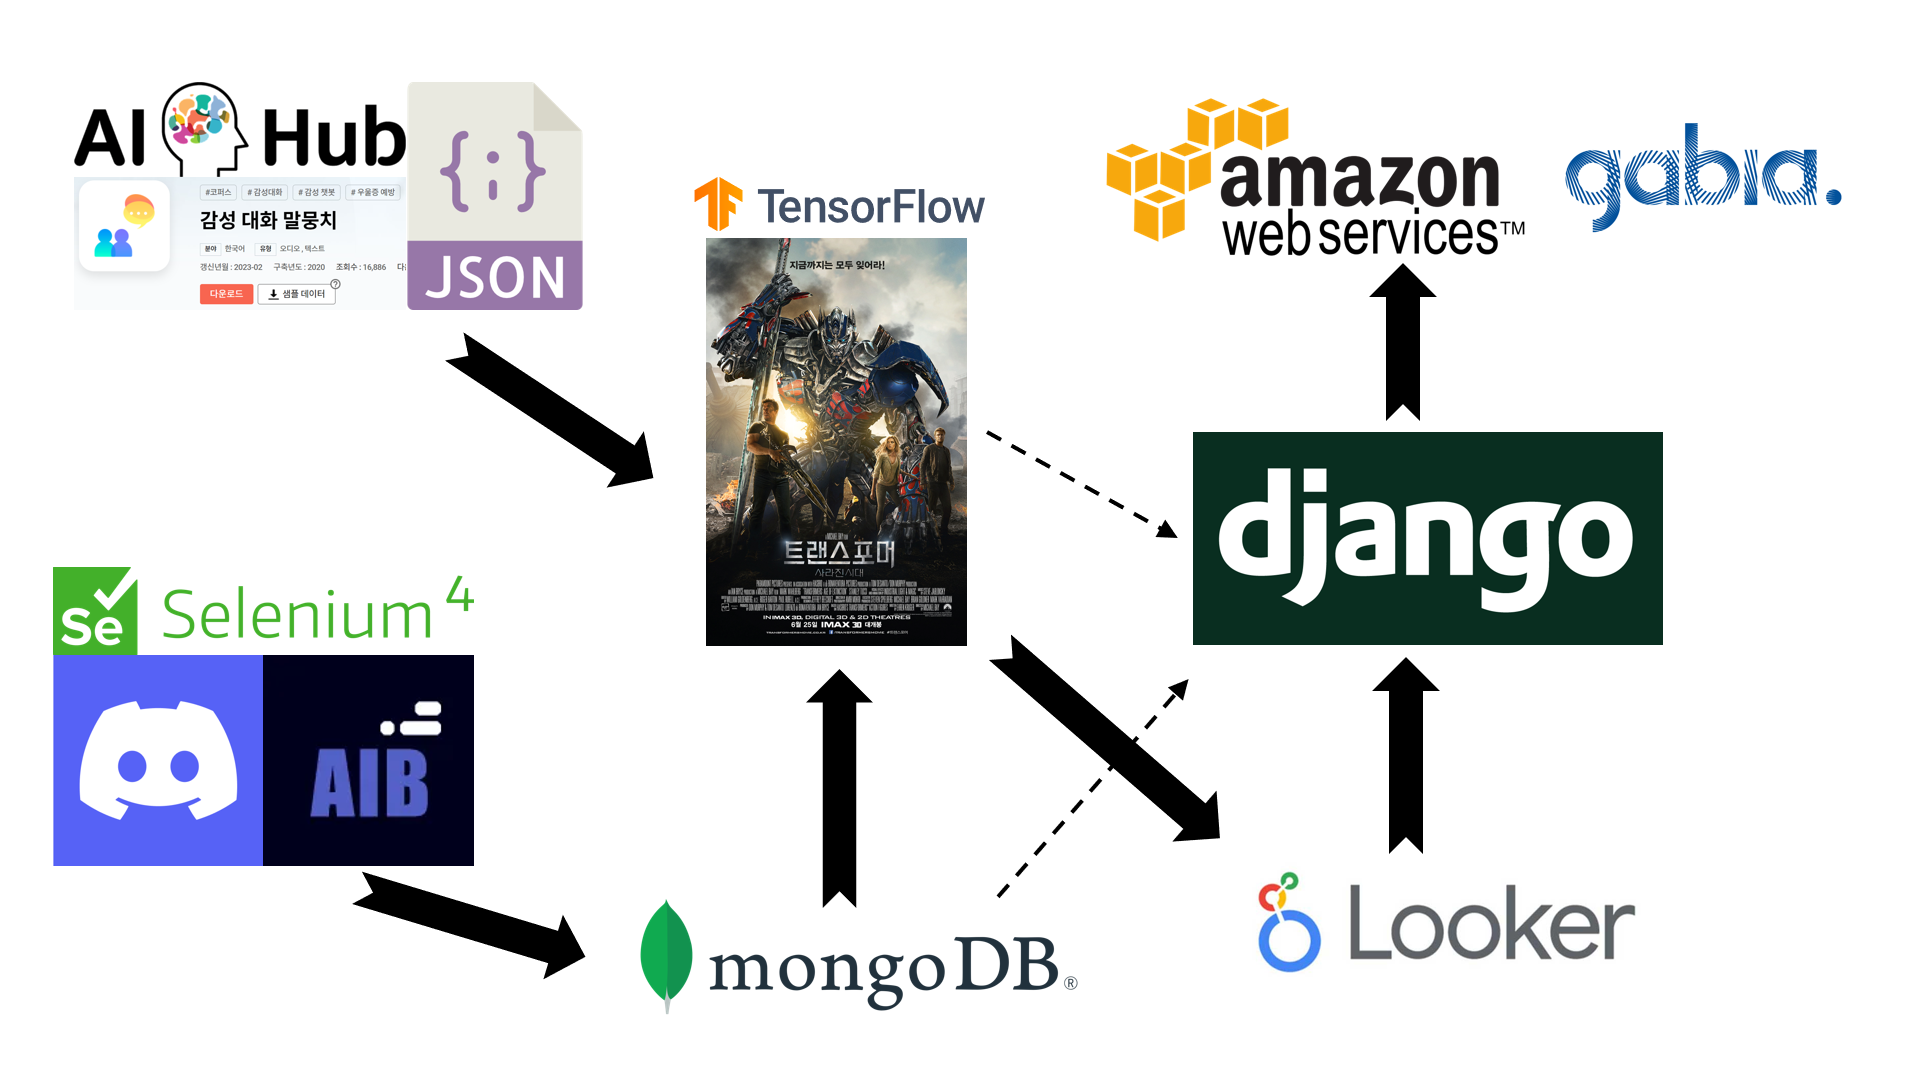 AI Hub
#코퍼스 # 감성대화 # 감성 챗봇 # 우울증 예방
감성 대화 말뭉치
분야 한국어 유형 오디오 , 텍스트
갱신년월 : 2023-02 구축년도 : 2020 조회수 : 16,886 다
다운로드 샘플 데이터 ?
{;}
JSON
TensorFlow
지금까지는 모두 잊어라!
트랜스포머
사라진 시대
IN IMAX 3D, DIGITAL 3D & 2D THEATRES
6월 25일 IMAX 3D 대개봉
amazon
web services™
gabia.
django
Se Selenium 4
AIB
mongoDB®
Looker